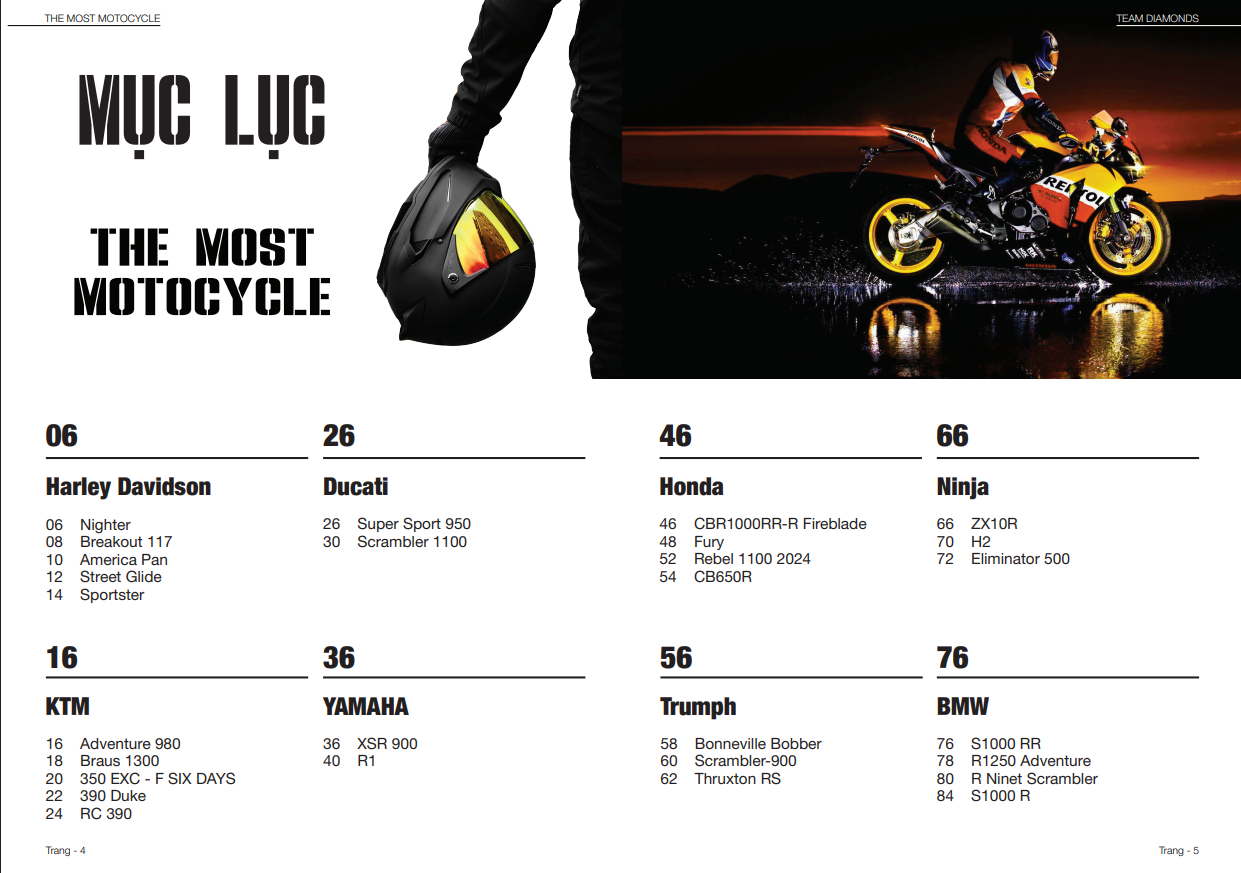 THE MOST MOTOCYCLE
TEAM DIAMONDS
MỤC LỤC
THE MOST
MOTOCYCLE
HONDA
HONDA
REPSOL
HONDA
06
Harley Davidson
06 Nighter
08 Breakout 117
10 America Pan
12 Street Glide
14 Sportster
26
Ducati
26 Super Sport 950
30 Scrambler 1100
46
Honda
46 CBR1000RR-R Fireblade
48 Fury
52 Rebel 1100 2024
54 CB650R
66
Ninja
66 ZX10R
70 H2
72 Eliminator 500
16
KTM
16 Adventure 980
18 Braus 1300
20 350 EXC - F SIX DAYS
22 390 Duke
24 RC 390
36
YAMAHA
36 XSR 900
40 R1
56
Trumph
58 Bonneville Bobber
60 Scrambler-900
62 Thruxton RS
76
BMW
76 S1000 RR
78 R1250 Adventure
80 R Ninet Scrambler
84 S1000 R
Trang - 4
Trang - 5